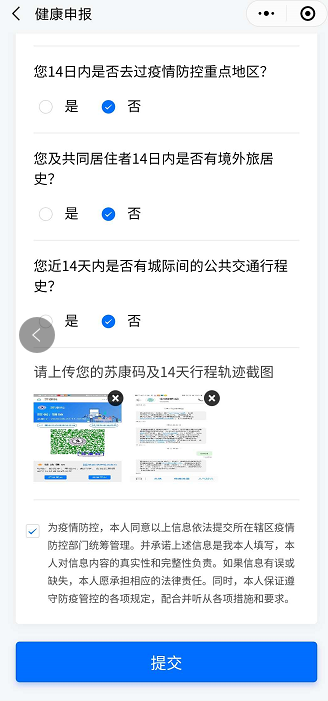 健康申报
您14日内是否去过疫情防控重点地区？
是 否
您及共同居住者14日内是否有境外旅居
史？
是 否
您近14天内是否有城际间的公共交通行程
史？
是 否
请上传您的苏康码及14天行程轨迹截图
为疫情防控，本人同意以上信息依法提交所在辖区疫情
防控部门统筹管理。并承诺上述信息是我本人填写，本
人对信息内容的真实性和完整性负责。如果信息有误或
缺失，本人愿承担相应的法律责任。同时，本人保证遵
守防疫管控的各项规定，配合并听从各项措施和要求。
提交